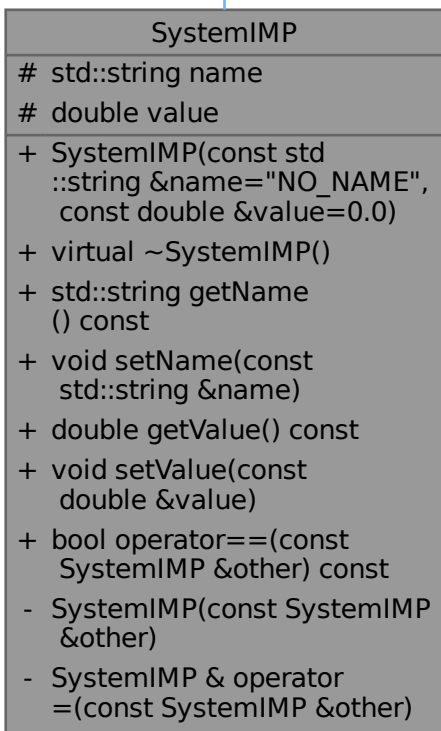 SystemIMP
# std::string name
# double value
+ SystemIMP(const std
::string &name="NO_NAME",
const double &value=0.0)
+ virtual ~SystemIMP()
+ std::string getName
() const
+ void setName(const
std::string &name)
+ double getValue() const
+ void setValue(const
double &value)
+ bool operator==(const
SystemIMP &other) const
- SystemIMP(const SystemIMP
&other)
- SystemIMP & operator
=(const SystemIMP &other)